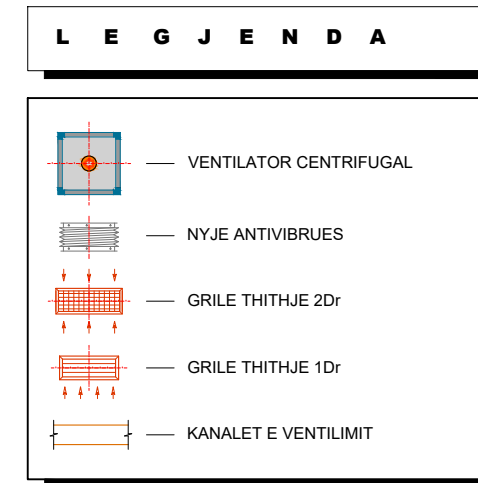 L E G J E N D A
VENTILATOR CENTRIFUGAL
NYJE ANTIVIBRUES
GRILE THITHJE 2Dr
GRILE THITHJE 1Dr
KANALET E VENTILIMIT